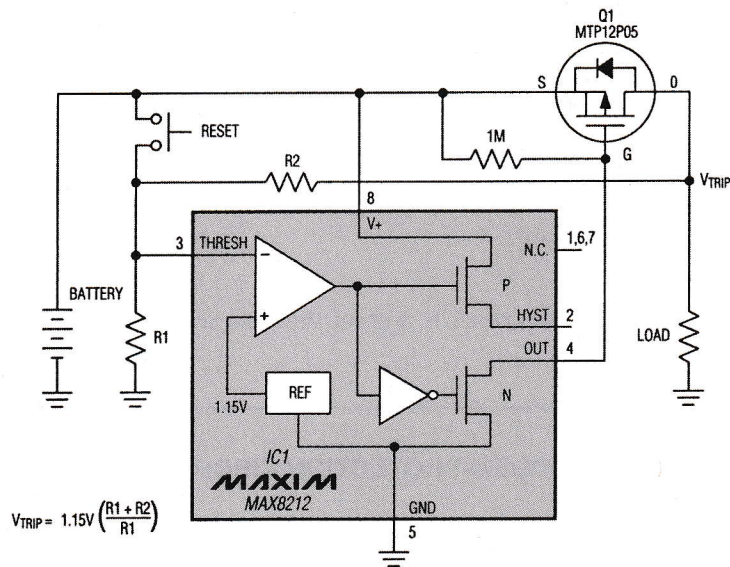 Q1
MTP12P05
S
0
G
1M
RESET
R2
8
V+
VTRIP
3
THRESH
−
+
N.C.
1,6,7
P
HYST
2
OUT
4
BATTERY
R1
LOAD
REF
1.15V
N
IC1
MAXIM
MAX8212
GND
5
VTRIP = 1.15V (R1 + R2 / R1)